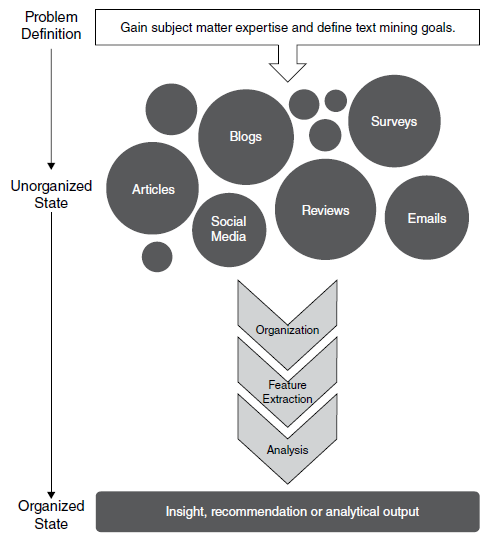 Problem
Definition
Gain subject matter expertise and define text mining goals.
Blogs
Surveys
Articles
Unorganized
State
Social
Media
Reviews
Emails
Organization
Feature
Extraction
Analysis
Organized
State
Insight, recommendation or analytical output